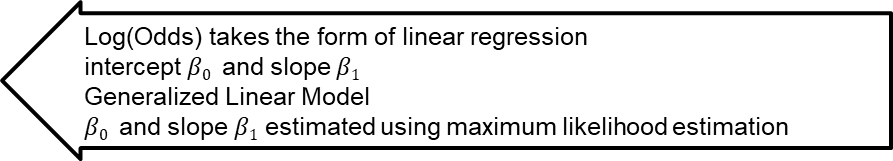 Log(Odds) takes the form of linear regression
intercept β₀ and slope β₁
Generalized Linear Model
β₀ and slope β₁ estimated using maximum likelihood estimation